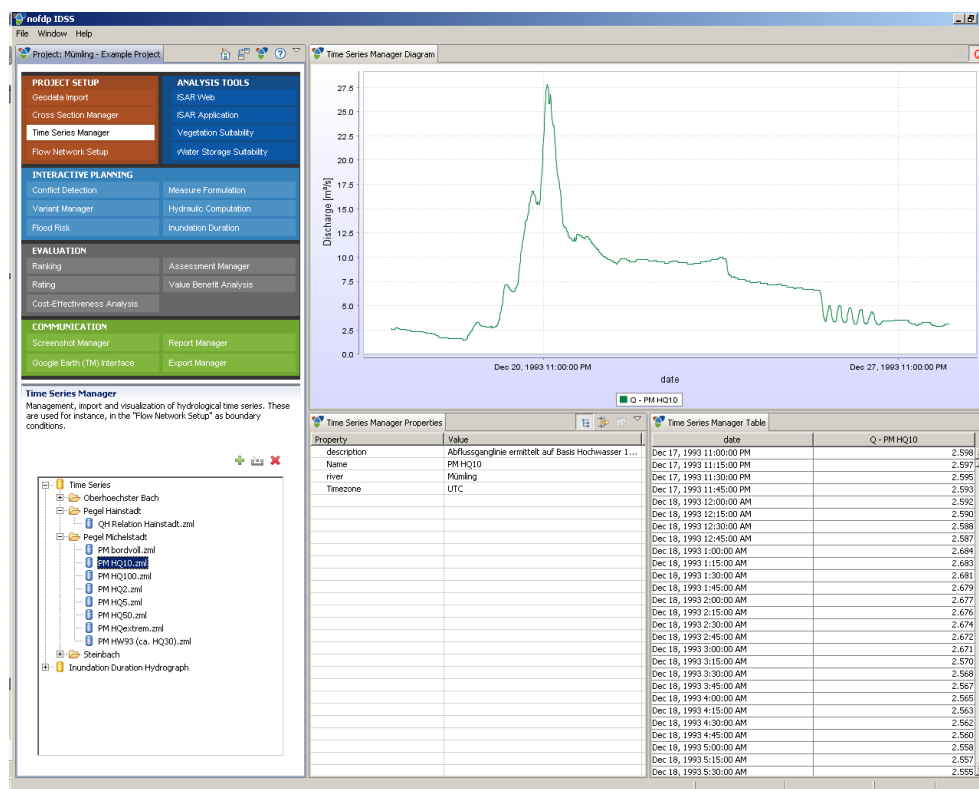 nofdp IDSS
File Window Help
Project: Mümling - Example Project
PROJECT SETUP
Geodata Import
Cross Section Manager
Time Series Manager
Flow Network Setup
ANALYSIS TOOLS
ISAR Web
ISAR Application
Vegetation Suitability
Water Storage Suitability
INTERACTIVE PLANNING
Conflict Detection Measure Formulation
Variant Manager Hydraulic Computation
Flood Risk Inundation Duration
EVALUATION
Ranking Assessment Manager
Rating Value Benefit Analysis
Cost-Effectiveness Analysis
COMMUNICATION
Screenshot Manager Report Manager
Google Earth (TM) Interface Export Manager
Time Series Manager
Management, import and visualization of hydrological time series. These
are used for instance, in the "Flow Network Setup" as boundary
conditions.
Time Series
Oberhoechster Bach
Pegel Hainstadt
QH Relation Hainstadt.zml
Pegel Michelstadt
PM bordvoll.zml
PM HQ10.zml
PM HQ100.zml
PM HQ2.zml
PM HQ5.zml
PM HQ50.zml
PM HQextrem.zml
PM HW93 (ca. HQ30).zml
Steinbach
Inundation Duration Hydrograph
Time Series Manager Diagram
Discharge [m³/s]
27.5
25.0
22.5
20.0
17.5
15.0
12.5
10.0
7.5
5.0
2.5
0.0
Dec 20, 1993 11:00:00 PM Dec 27, 1993 11:00:00 PM
date
Q - PM HQ10
Time Series Manager Properties
Property Value
description Abflussganglinie ermittelt auf Basis Hochwasser 1...
Name PM HQ10
river Mümling
Timezone UTC
Time Series Manager Table
date Q - PM HQ10
Dec 17, 1993 11:00:00 PM 2.598
Dec 17, 1993 11:15:00 PM 2.597
Dec 17, 1993 11:30:00 PM 2.595
Dec 17, 1993 11:45:00 PM 2.593
Dec 18, 1993 12:00:00 AM 2.592
Dec 18, 1993 12:15:00 AM 2.590
Dec 18, 1993 12:30:00 AM 2.588
Dec 18, 1993 12:45:00 AM 2.587
Dec 18, 1993 1:00:00 AM 2.684
Dec 18, 1993 1:15:00 AM 2.683
Dec 18, 1993 1:30:00 AM 2.681
Dec 18, 1993 1:45:00 AM 2.679
Dec 18, 1993 2:00:00 AM 2.677
Dec 18, 1993 2:15:00 AM 2.676
Dec 18, 1993 2:30:00 AM 2.674
Dec 18, 1993 2:45:00 AM 2.672
Dec 18, 1993 3:00:00 AM 2.671
Dec 18, 1993 3:15:00 AM 2.570
Dec 18, 1993 3:30:00 AM 2.568
Dec 18, 1993 3:45:00 AM 2.567
Dec 18, 1993 4:00:00 AM 2.565
Dec 18, 1993 4:15:00 AM 2.563
Dec 18, 1993 4:30:00 AM 2.562
Dec 18, 1993 4:45:00 AM 2.560
Dec 18, 1993 5:00:00 AM 2.558
Dec 18, 1993 5:15:00 AM 2.557
Dec 18, 1993 5:30:00 AM 2.555